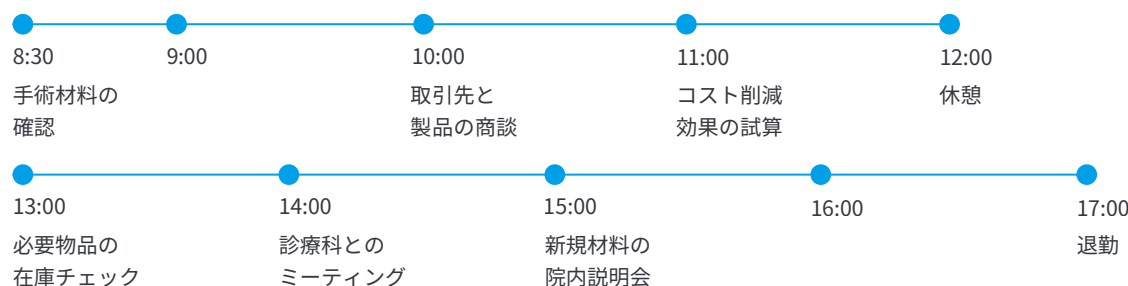 8:30 9:00 10:00 11:00 12:00
手術材料の 取引先と コスト削減 休憩
確認 製品の商談 効果の試算
13:00 14:00 15:00 16:00 17:00
必要物品の 診療科との 新規材料の 退勤
在庫チェック ミーティング 院内説明会